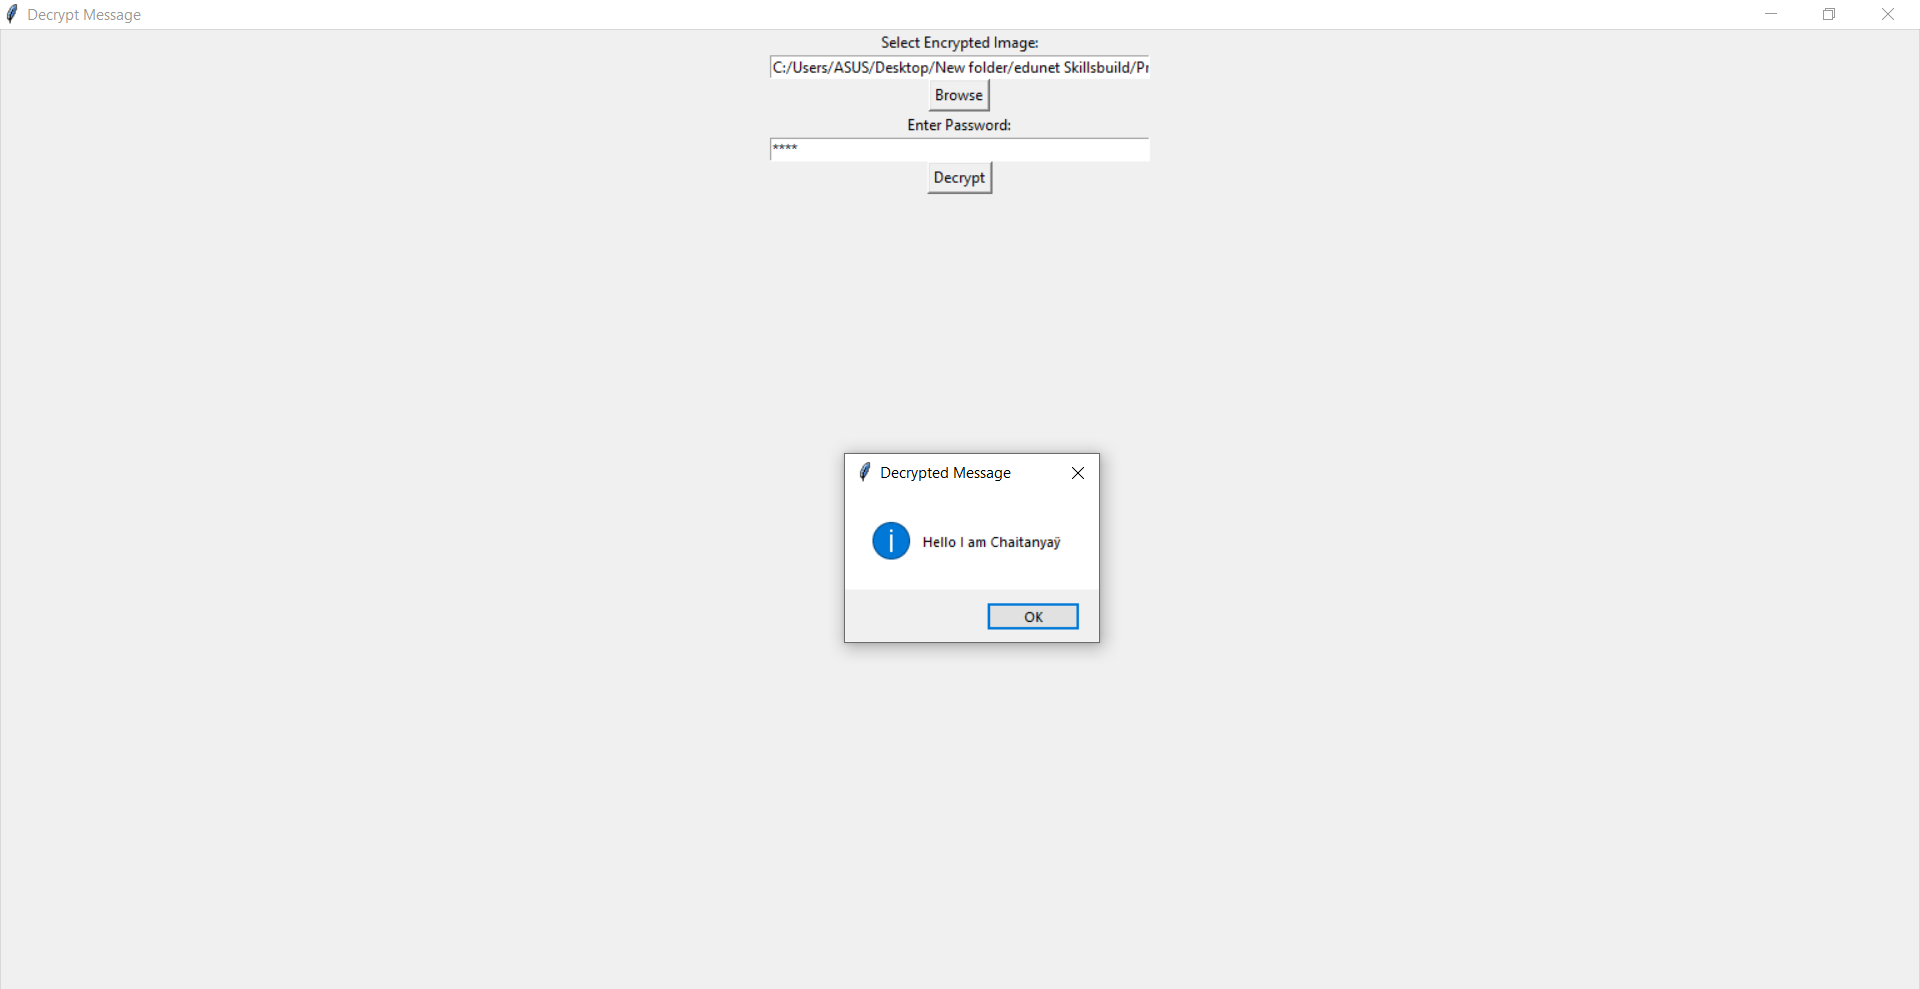 Decrypt Message
Select Encrypted Image:
C:/Users/ASUS/Desktop/New folder/edunet Skillsbuild/Pr
Browse
Enter Password:
****
Decrypt
Decrypted Message
Hello I am Chaitanyaÿ
OK